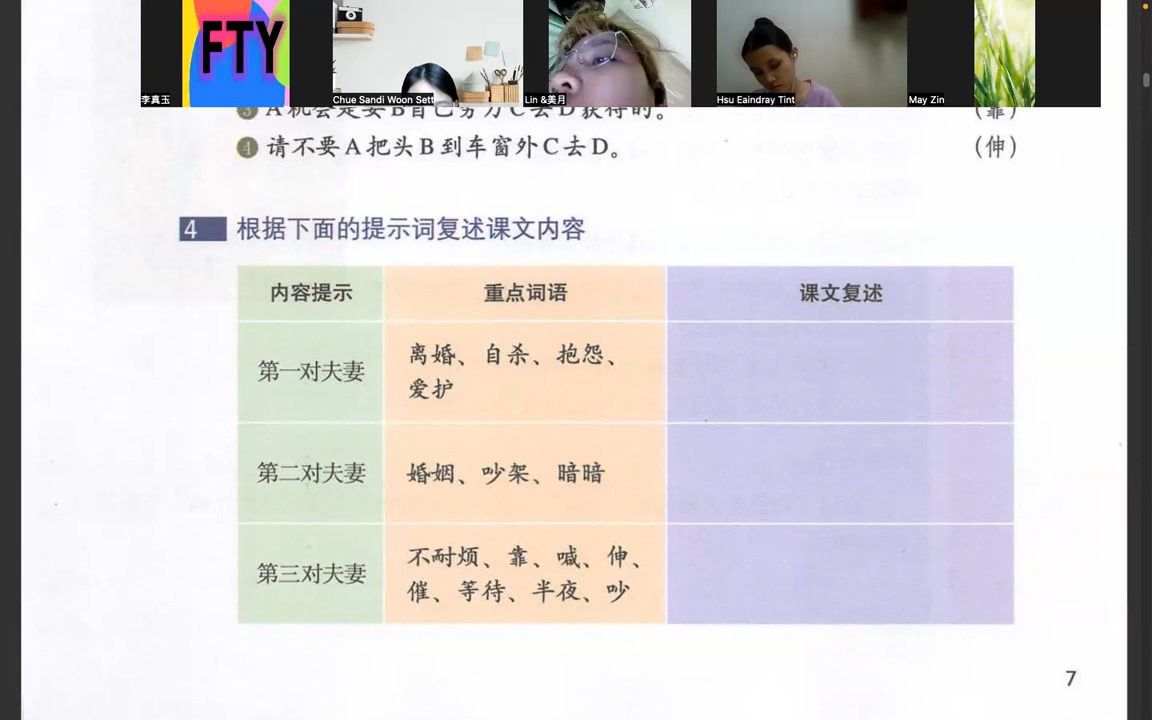 FTY
李真玉
Chue Sandi Woon Sett
Lin &美月
Hsu Eaindray Tint
May Zin
3 A机会是要B自己努力C去D获得的。 (靠)
4 请不要A把头B到车窗外C去D。 (伸)
4 根据下面的提示词复述课文内容
内容提示 重点词语 课文复述
第一对夫妻 离婚、自杀、抱怨、
爱护
第二对夫妻 婚姻、吵架、暗暗
第三对夫妻 不耐烦、靠、喊、伸、
催、等待、半夜、吵
7